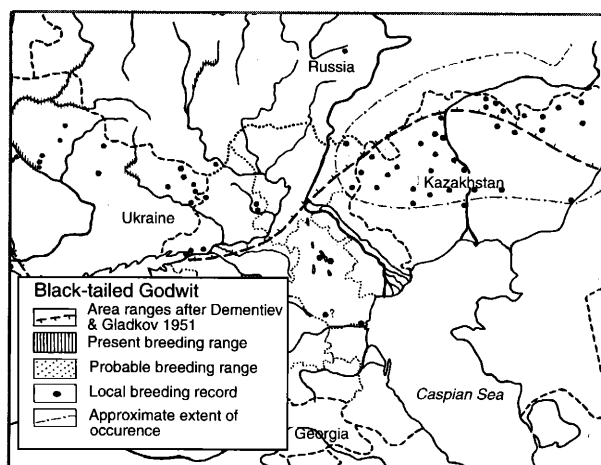 Russia
Kazakhstan
Ukraine
Black-tailed Godwit
Area ranges after Dementiev
& Gladkov 1951
Present breeding range
Probable breeding range
Local breeding record
Approximate extent of
occurence
?
Caspian Sea
Georgia